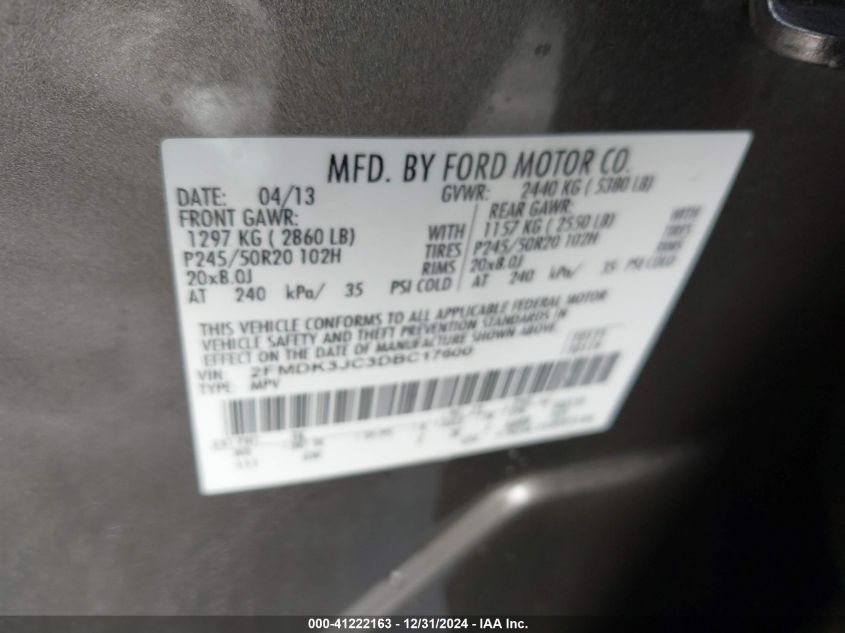 MFD. BY FORD MOTOR CO.
DATE: 04/13 GVWR: 2440 KG ( 5380 LB)
FRONT GAWR: REAR GAWR:
1297 KG ( 2860 LB) WITH 1157 KG ( 2550 LB) WITH
P245/50R20 102H TIRES P245/50R20 102H TIRES
20x8.0J RIMS 20x8.0J RIMS
AT 240 kPa/ 35 PSI COLD AT 240 kPa/ 35 PSI COLD
THIS VEHICLE CONFORMS TO ALL APPLICABLE FEDERAL MOTOR
VEHICLE SAFETY AND THEFT PREVENTION STANDARDS IN
EFFECT ON THE DATE OF MANUFACTURE SHOWN ABOVE.
VIN: 2FMDK3JC3DBC17600
TYPE: MPV
000-41222163 - 12/31/2024 - IAA Inc.